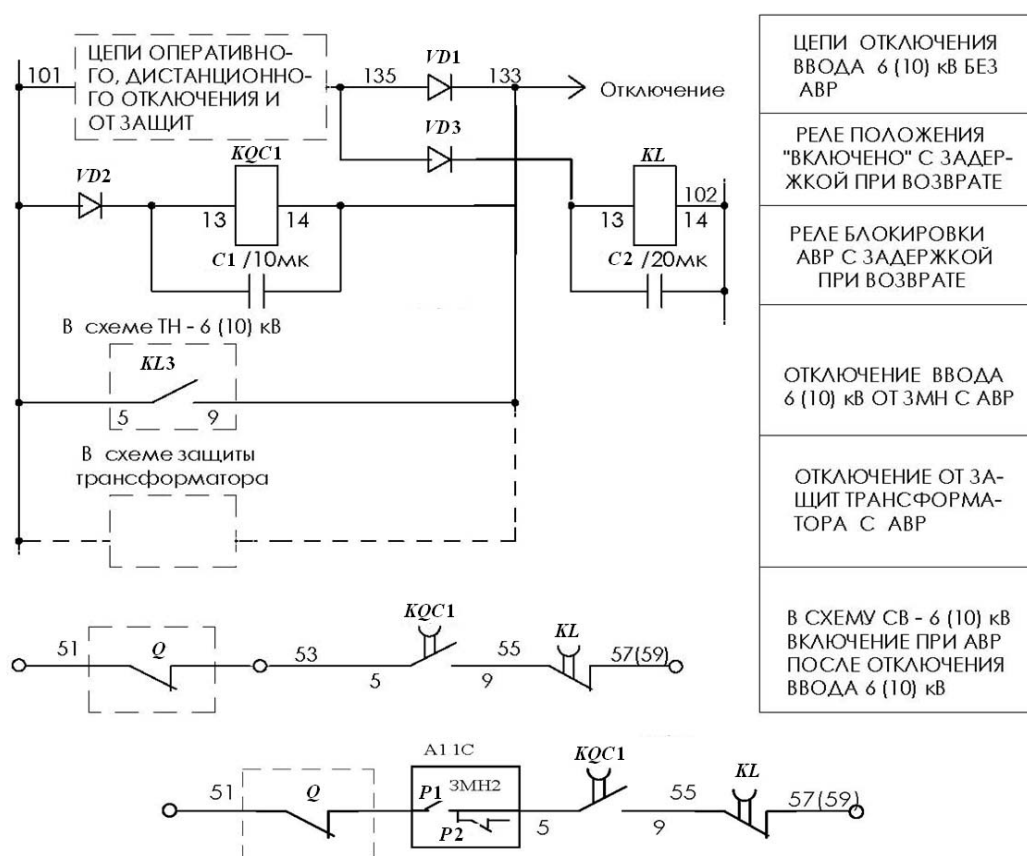 ЦЕПИ ОПЕРАТИВНО-
ГО, ДИСТАНЦИОННО-
ГО ОТКЛЮЧЕНИЯ И
ОТ ЗАЩИТ
101
135
VD1
133
Отключение
VD3
VD2
KQC1
13
14
C1 /10мк
KL
102
13
14
C2 /20мк
В схеме ТН - 6 (10) кВ
KL3
5
9
В схеме защиты
трансформатора
ЦЕПИ ОТКЛЮЧЕНИЯ
ВВОДА 6 (10) кВ БЕЗ
АВР
РЕЛЕ ПОЛОЖЕНИЯ
"ВКЛЮЧЕНО" С ЗАДЕР-
ЖКОЙ ПРИ ВОЗВРАТЕ
РЕЛЕ БЛОКИРОВКИ
АВР С ЗАДЕРЖКОЙ
ПРИ ВОЗВРАТЕ
ОТКЛЮЧЕНИЕ ВВОДА
6 (10) кВ ОТ ЗМН С АВР
ОТКЛЮЧЕНИЕ ОТ ЗА-
ЩИТ ТРАНСФОРМА-
ТОРА С АВР
В СХЕМУ СВ - 6 (10) кВ
ВКЛЮЧЕНИЕ ПРИ АВР
ПОСЛЕ ОТКЛЮЧЕНИЯ
ВВОДА 6 (10) кВ
51
Q
53
KQC1
5
9
55
KL
57(59)
51
Q
A1 1C
P1
ЗМН2
P2
5
KQC1
9
55
KL
57(59)